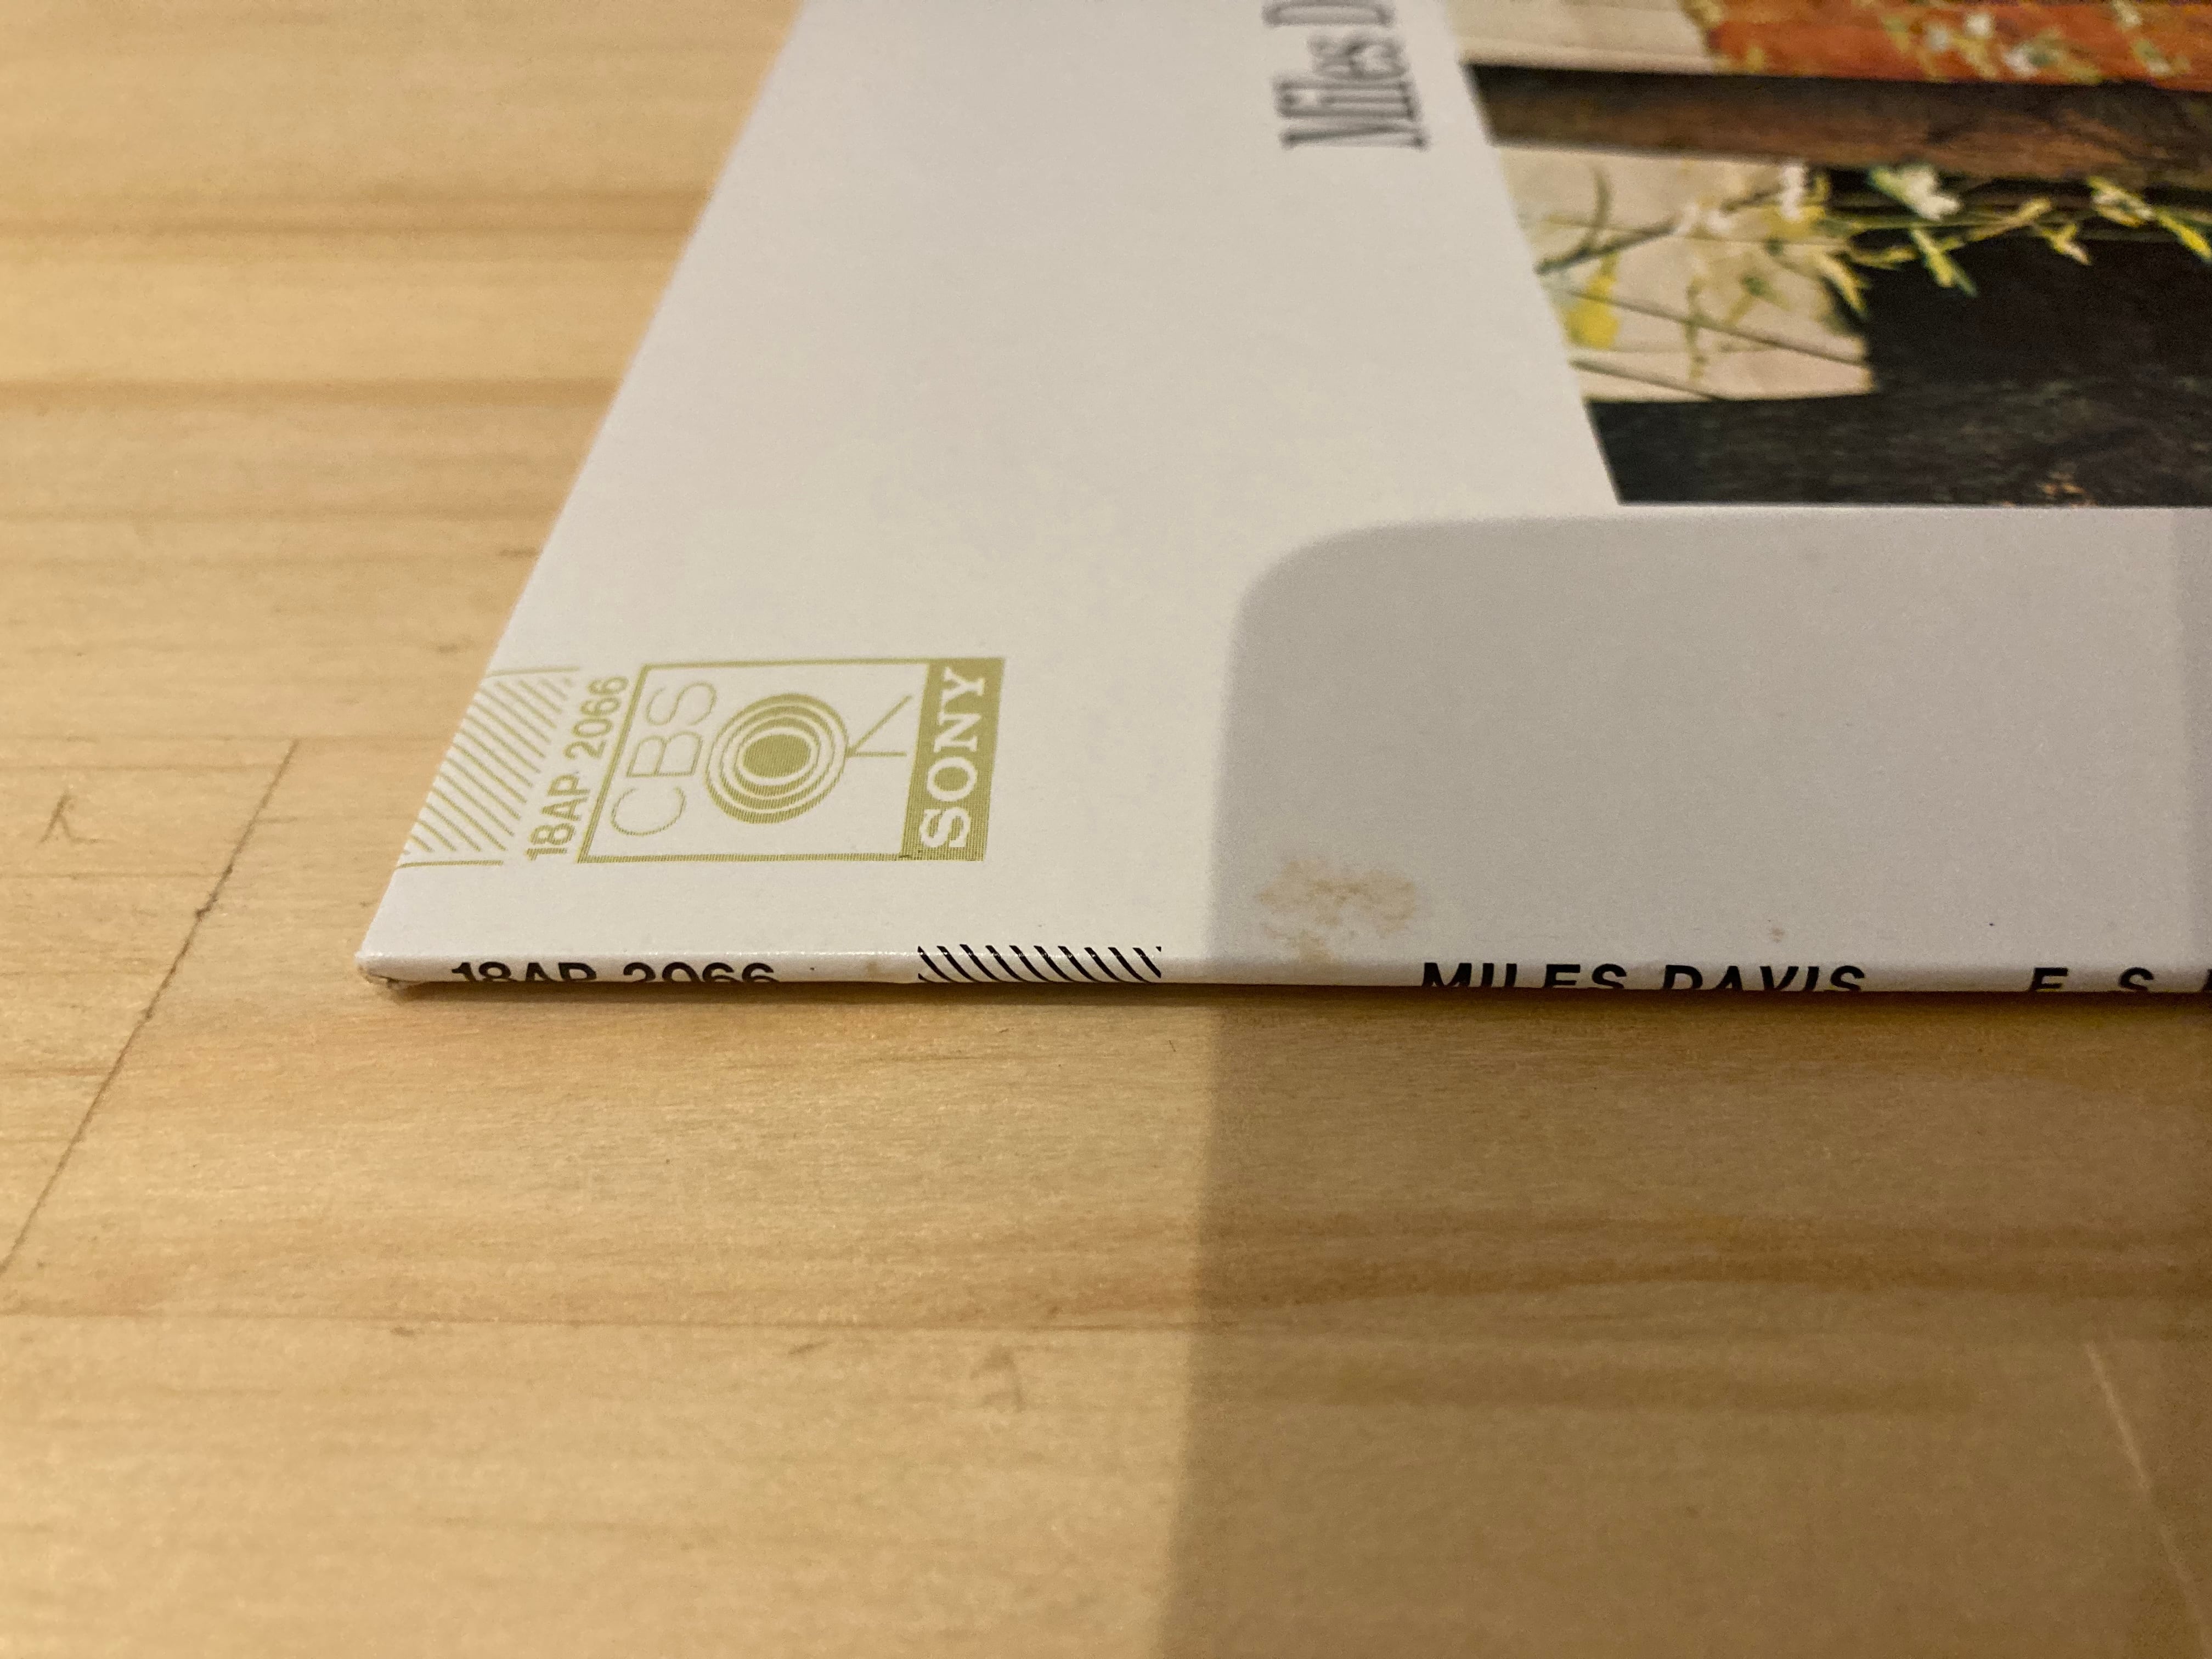 Miles D
18AP 2066
CBS
SONY
18AP 2066 MILES DAVIS E. S.